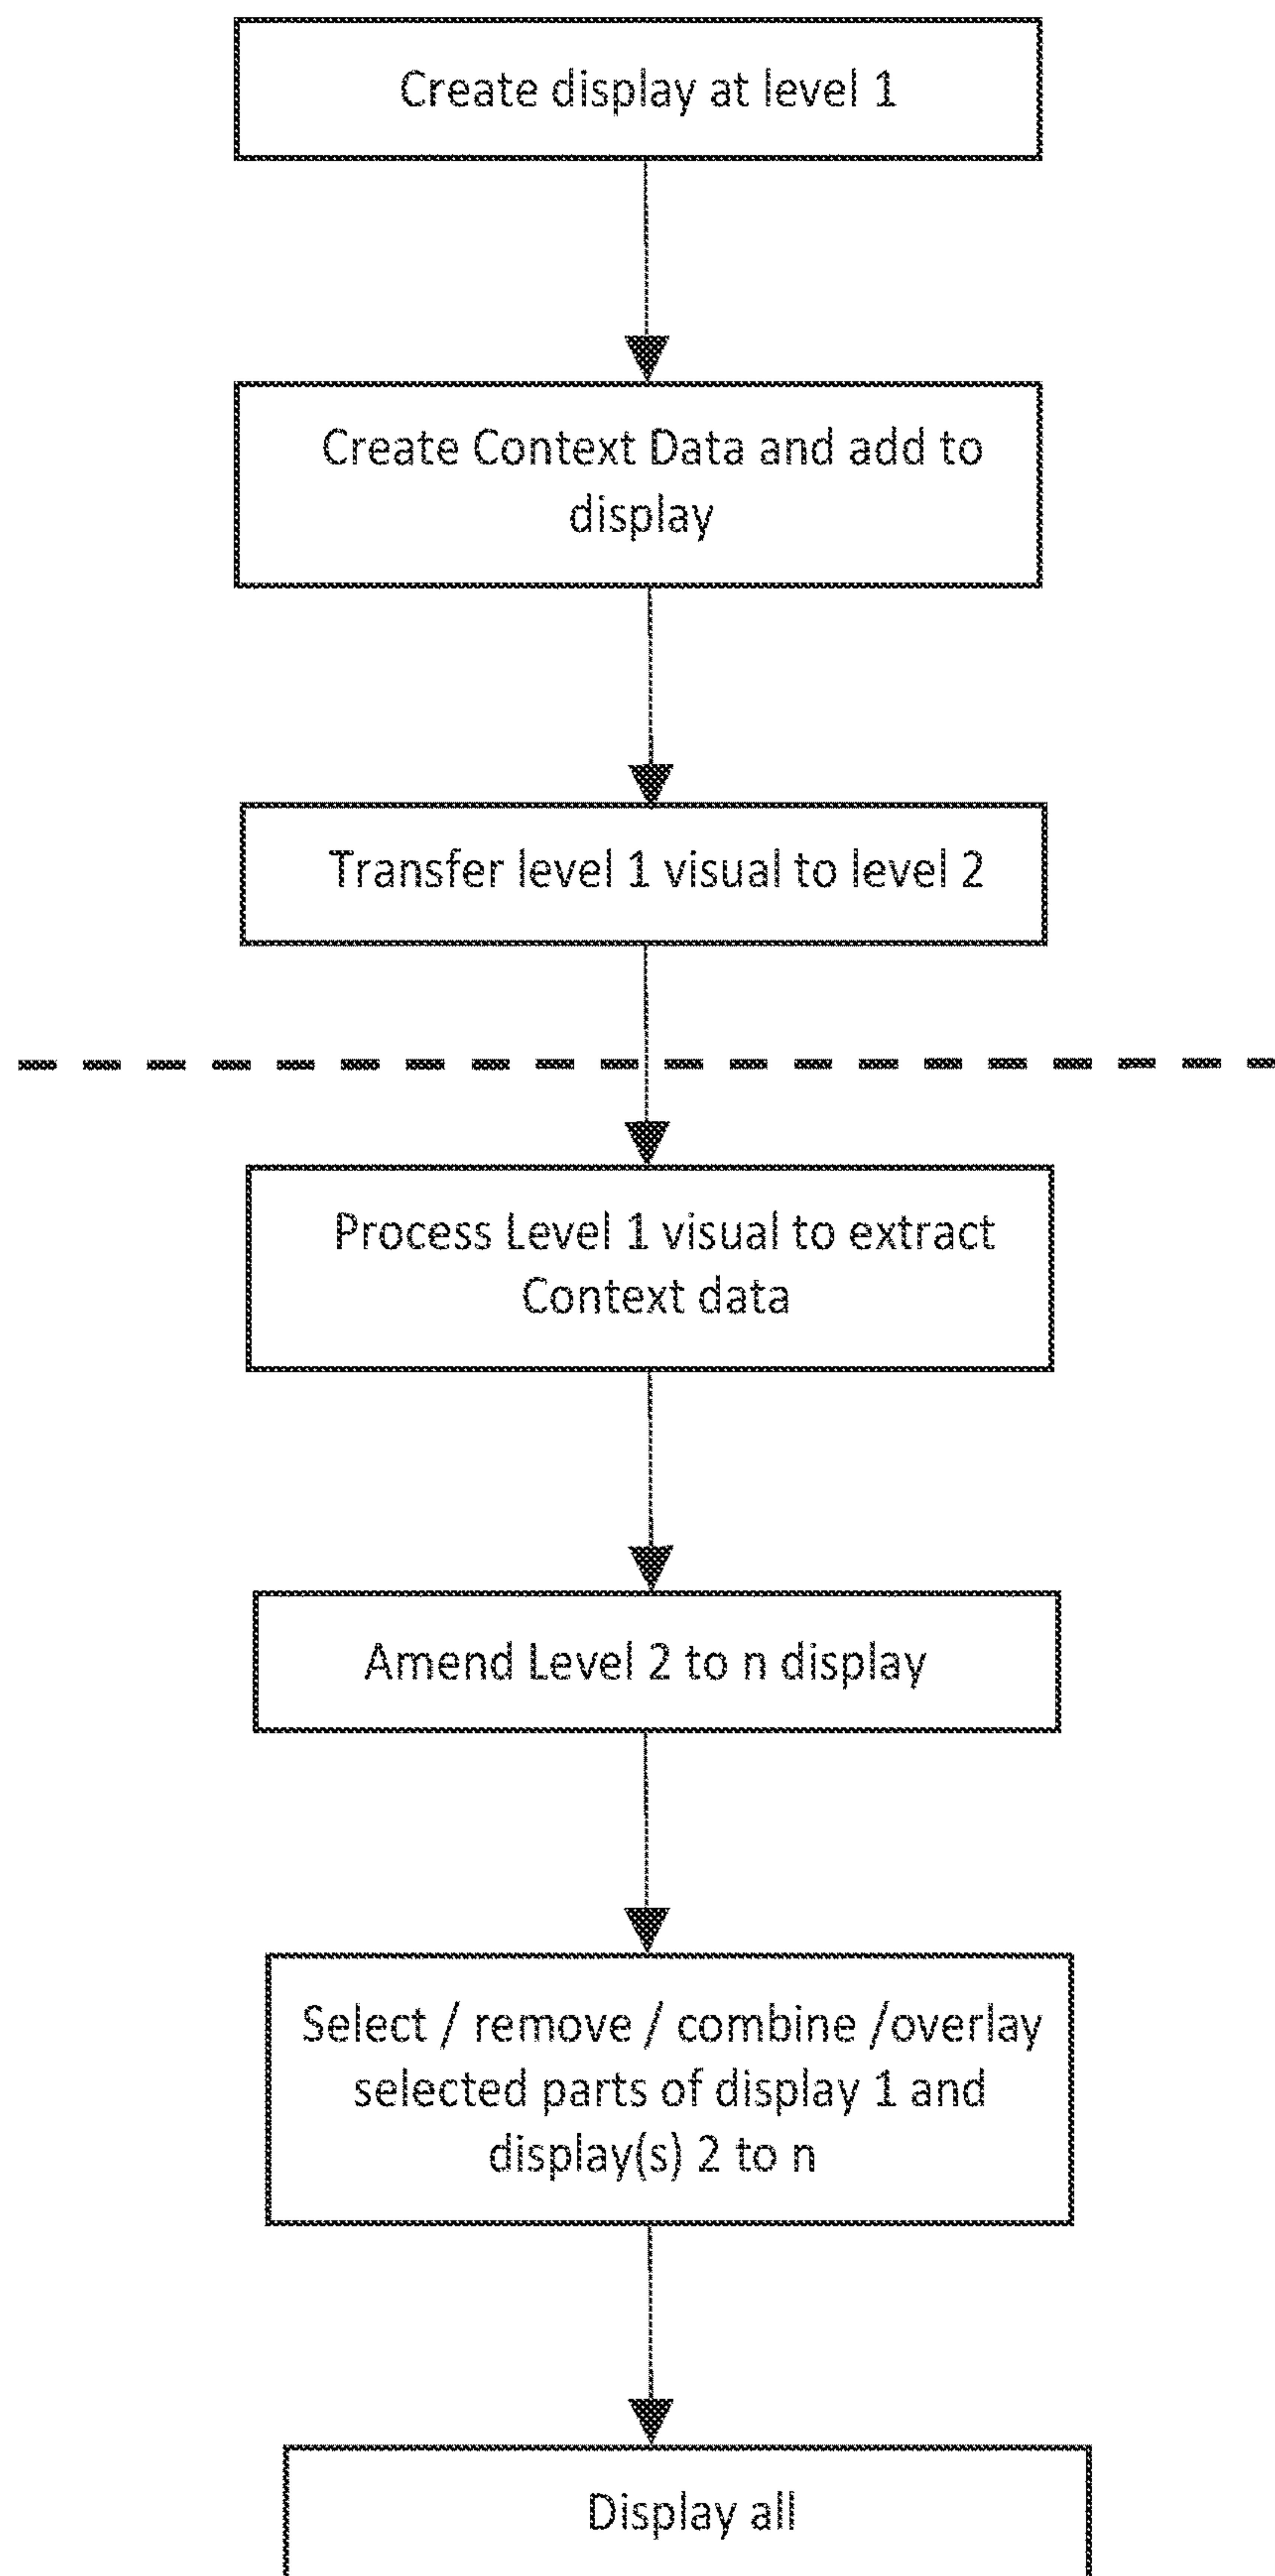 Create display at level 1
Create Context Data and add to
display
Transfer level 1 visual to level 2
Process Level 1 visual to extract
Context data
Amend Level 2 to n display
Select / remove / combine /overlay
selected parts of display 1 and
display(s) 2 to n
Display all